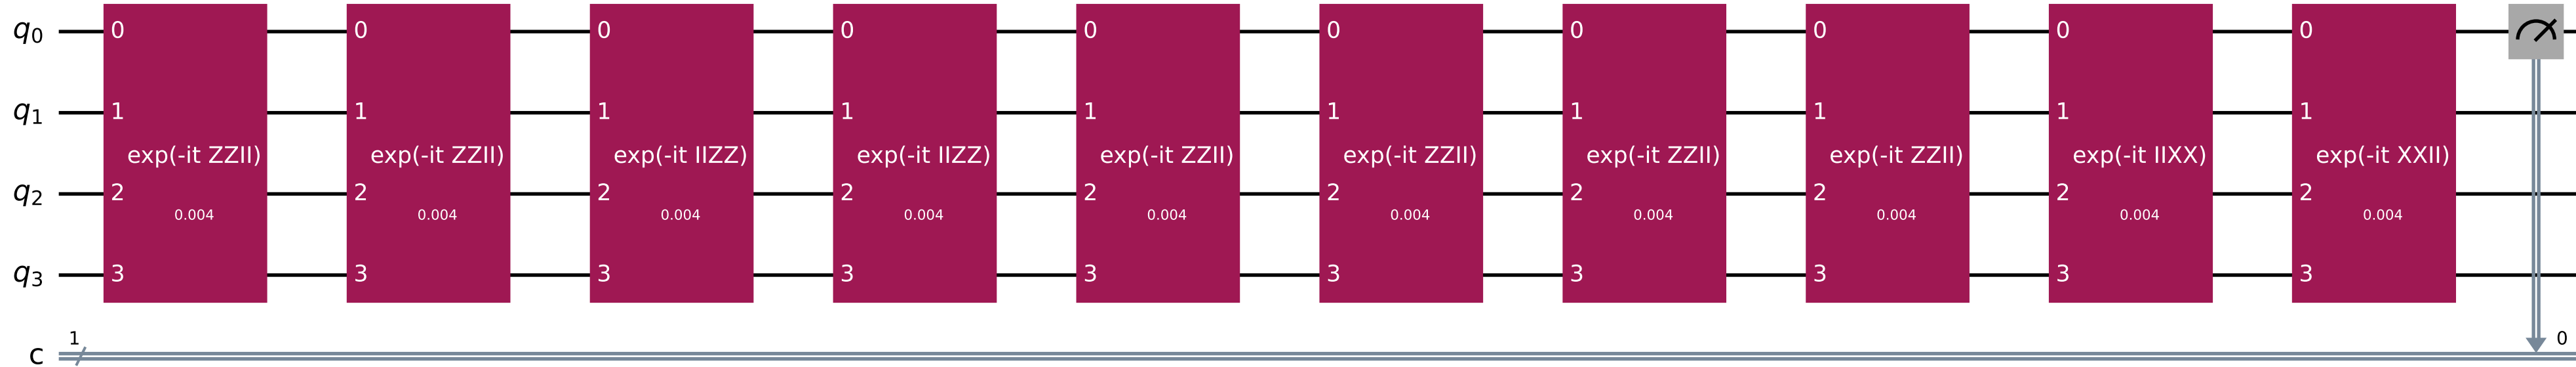 q0 0 0 0 0 0 0 0 0 0 0
q1 1 1 1 1 1 1 1 1 1 1
exp(-it ZZII) exp(-it ZZII) exp(-it IIZZ) exp(-it IIZZ) exp(-it ZZII) exp(-it ZZII) exp(-it ZZII) exp(-it ZZII) exp(-it IIXX) exp(-it XXII)
q2 2 2 2 2 2 2 2 2 2 2
0.004 0.004 0.004 0.004 0.004 0.004 0.004 0.004 0.004 0.004
q3 3 3 3 3 3 3 3 3 3 3
1 0
c